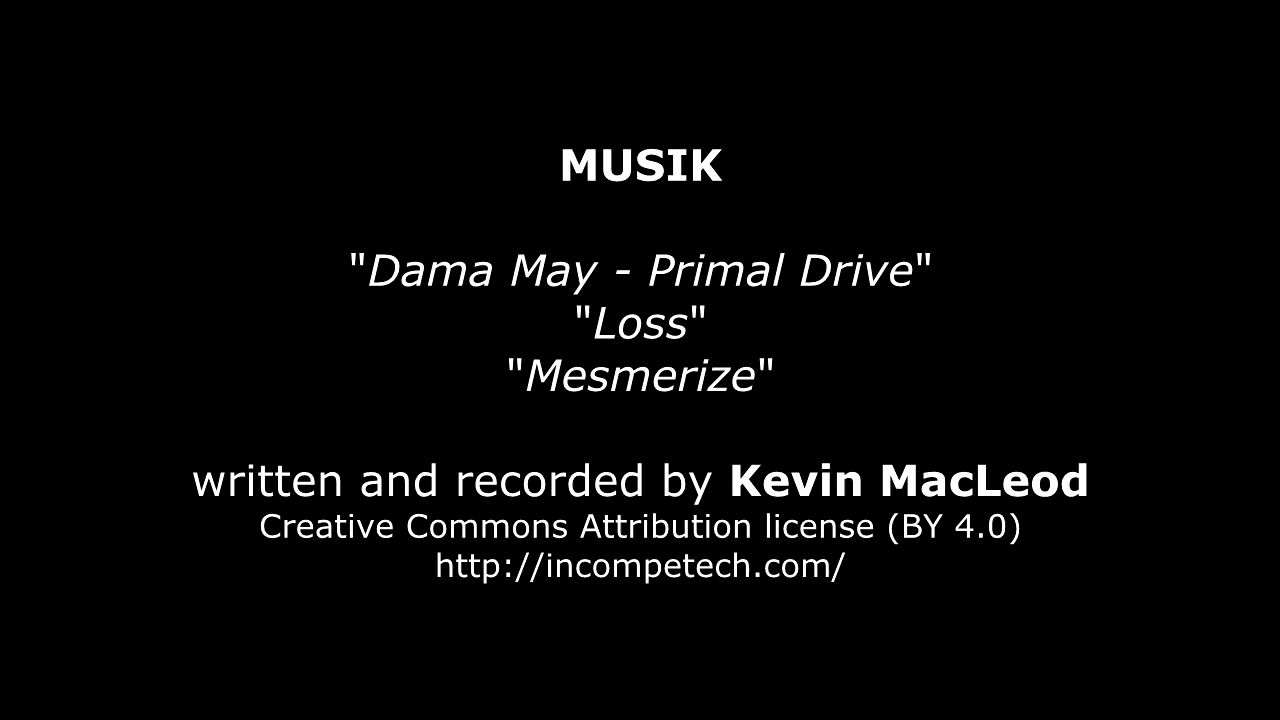 MUSIK
"Dama May - Primal Drive"
"Loss"
"Mesmerize"
written and recorded by Kevin MacLeod
Creative Commons Attribution license (BY 4.0)
http://incompetech.com/